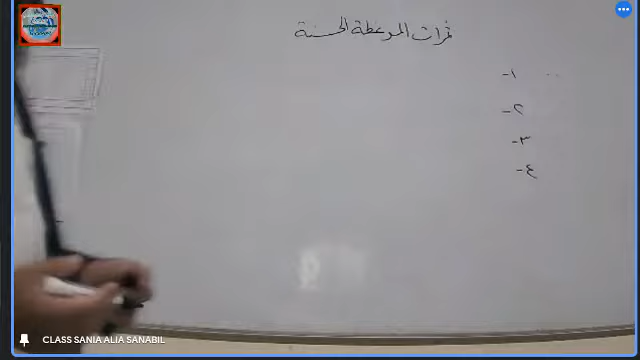 ثمرات الموعظة الحسنة
١-
٢-
٣-
٤-
CLASS SANIA ALIA SANABIL